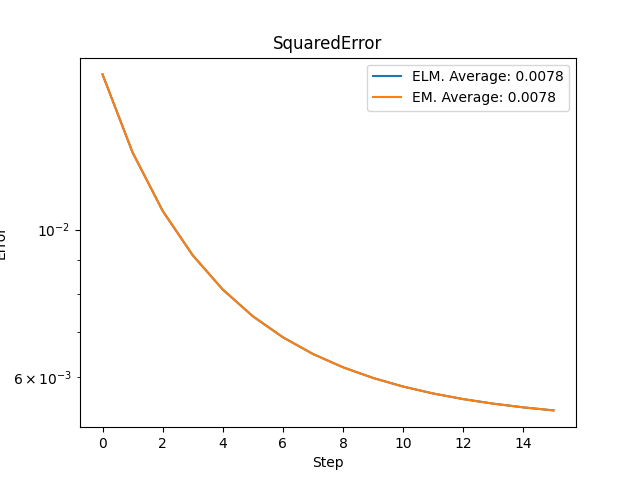 SquaredError
ELM. Average: 0.0078
EM. Average: 0.0078
Error
10⁻²
6 × 10⁻³
0 2 4 6 8 10 12 14
Step